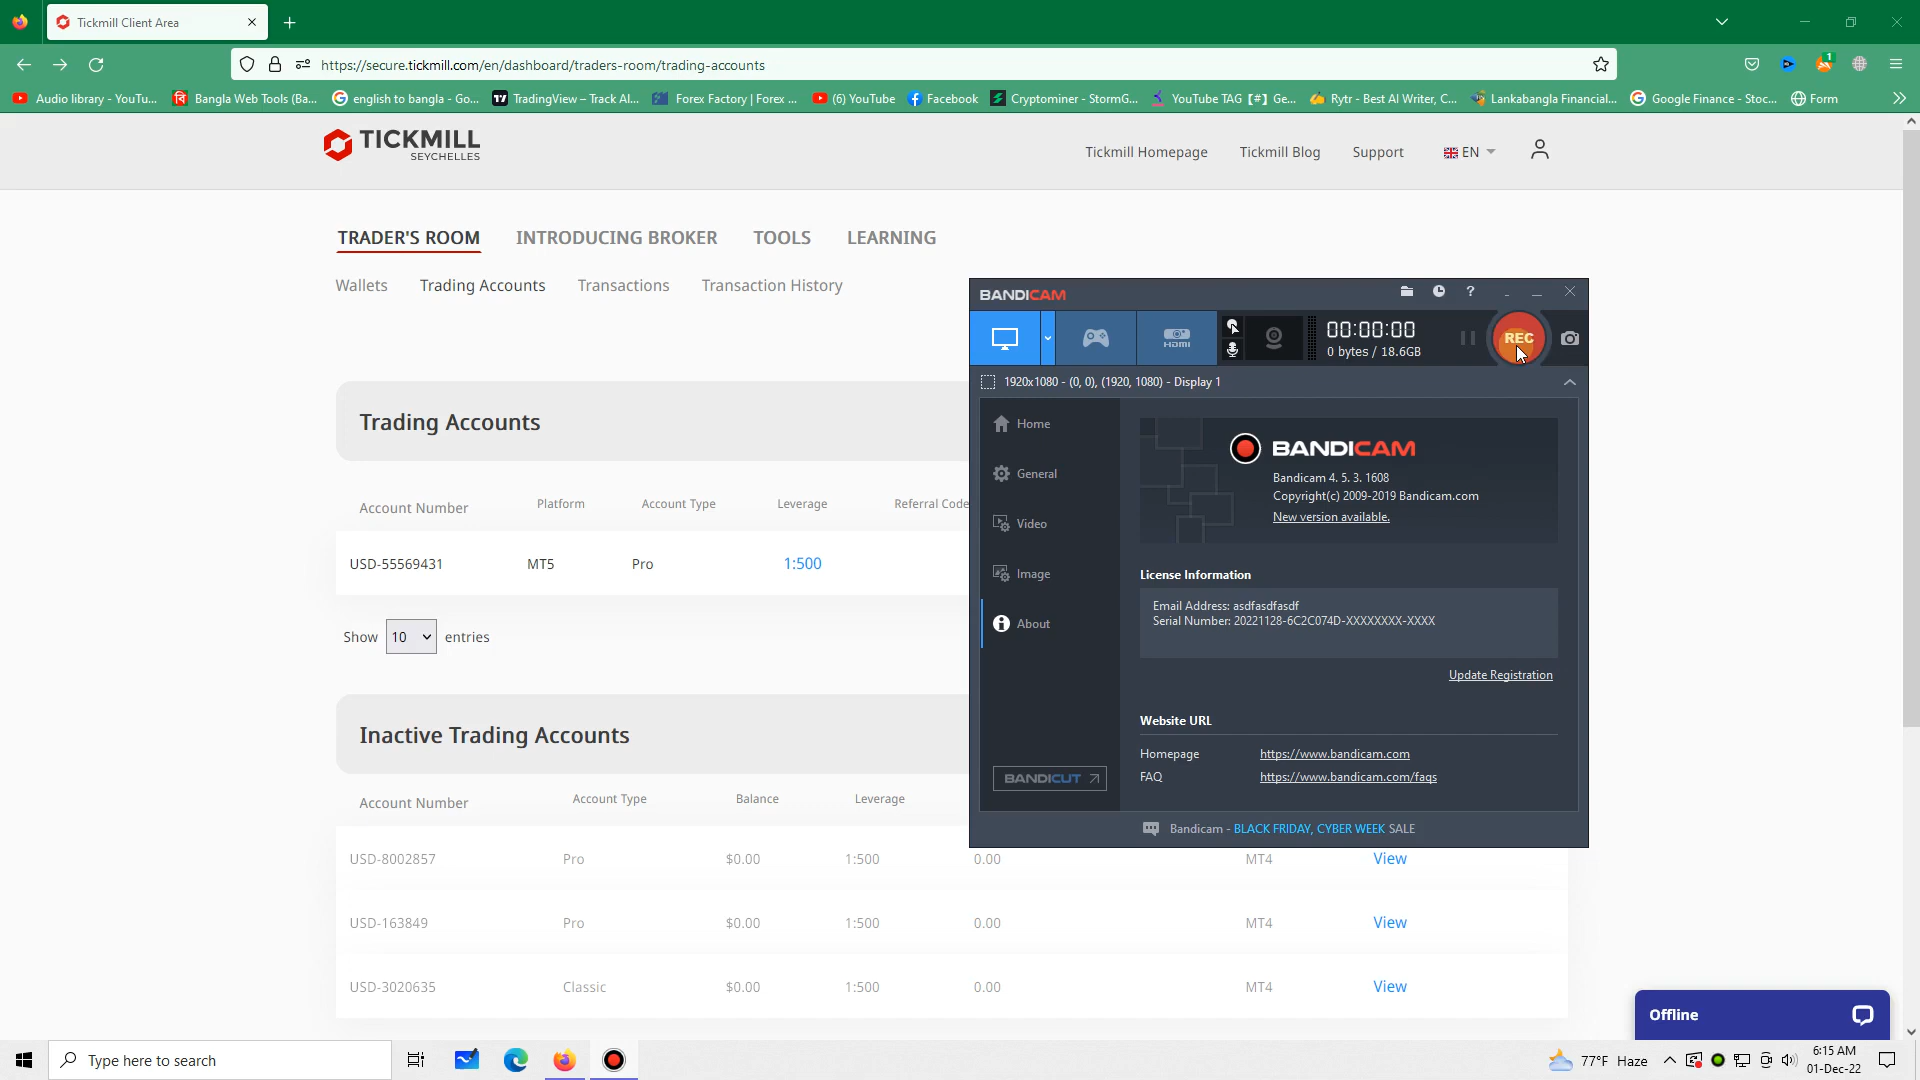 Tickmill Client Area
https://secure.tickmill.com/en/dashboard/traders-room/trading-accounts
1
Audio library - YouTu...
Bangla Web Tools (Ba...
english to bangla - Go...
TradingView – Track Al...
Forex Factory | Forex ...
(6) YouTube
Facebook
Cryptominer - StormG...
YouTube TAG 【#】 Ge...
Rytr - Best AI Writer, C...
Lankabangla Financial...
Google Finance - Stoc...
Form
TICKMILL
SEYCHELLES
Tickmill Homepage
Tickmill Blog
Support
EN
TRADER'S ROOM
INTRODUCING BROKER
TOOLS
LEARNING
Wallets
Trading Accounts
Transactions
Transaction History
Trading Accounts
Account Number
Platform
Account Type
Leverage
Referral Code
USD-55569431
MT5
Pro
1:500
Show 10 entries
Inactive Trading Accounts
Account Number
Account Type
Balance
Leverage
USD-8002857
Pro
$0.00
1:500
0.00
MT4
View
USD-163849
Pro
$0.00
1:500
0.00
MT4
View
USD-3020635
Classic
$0.00
1:500
0.00
MT4
View
BANDICAM
?
HDMI
00:00:00
0 bytes / 18.6GB
REC
1920x1080 - (0, 0), (1920, 1080) - Display 1
Home
General
Video
Image
About
BANDICUT
BANDICAM
Bandicam 4. 5. 3. 1608
Copyright(c) 2009-2019 Bandicam.com
New version available.
License Information
Email Address: asdfasdfasdf
Serial Number: 20221128-6C2C074D-XXXXXXXX-XXXX
Update Registration
Website URL
Homepage
https://www.bandicam.com
FAQ
https://www.bandicam.com/faqs
Bandicam - BLACK FRIDAY, CYBER WEEK SALE
Offline
Type here to search
77°F Haze
6:15 AM
01-Dec-22